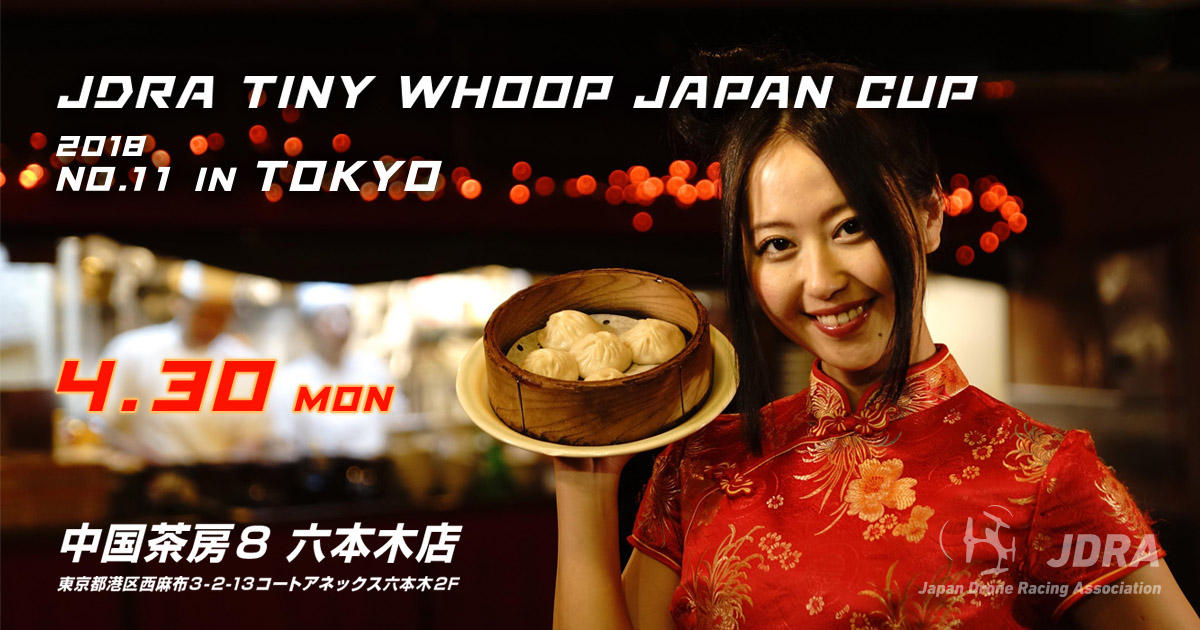 JDRA TINY WHOOP JAPAN CUP
2018
NO.11 IN TOKYO
4.30 MON
中国茶房8 六本木店
東京都港区西麻布3-2-13コートアネックス六本木2F
JDRA
Japan Drone Racing Association